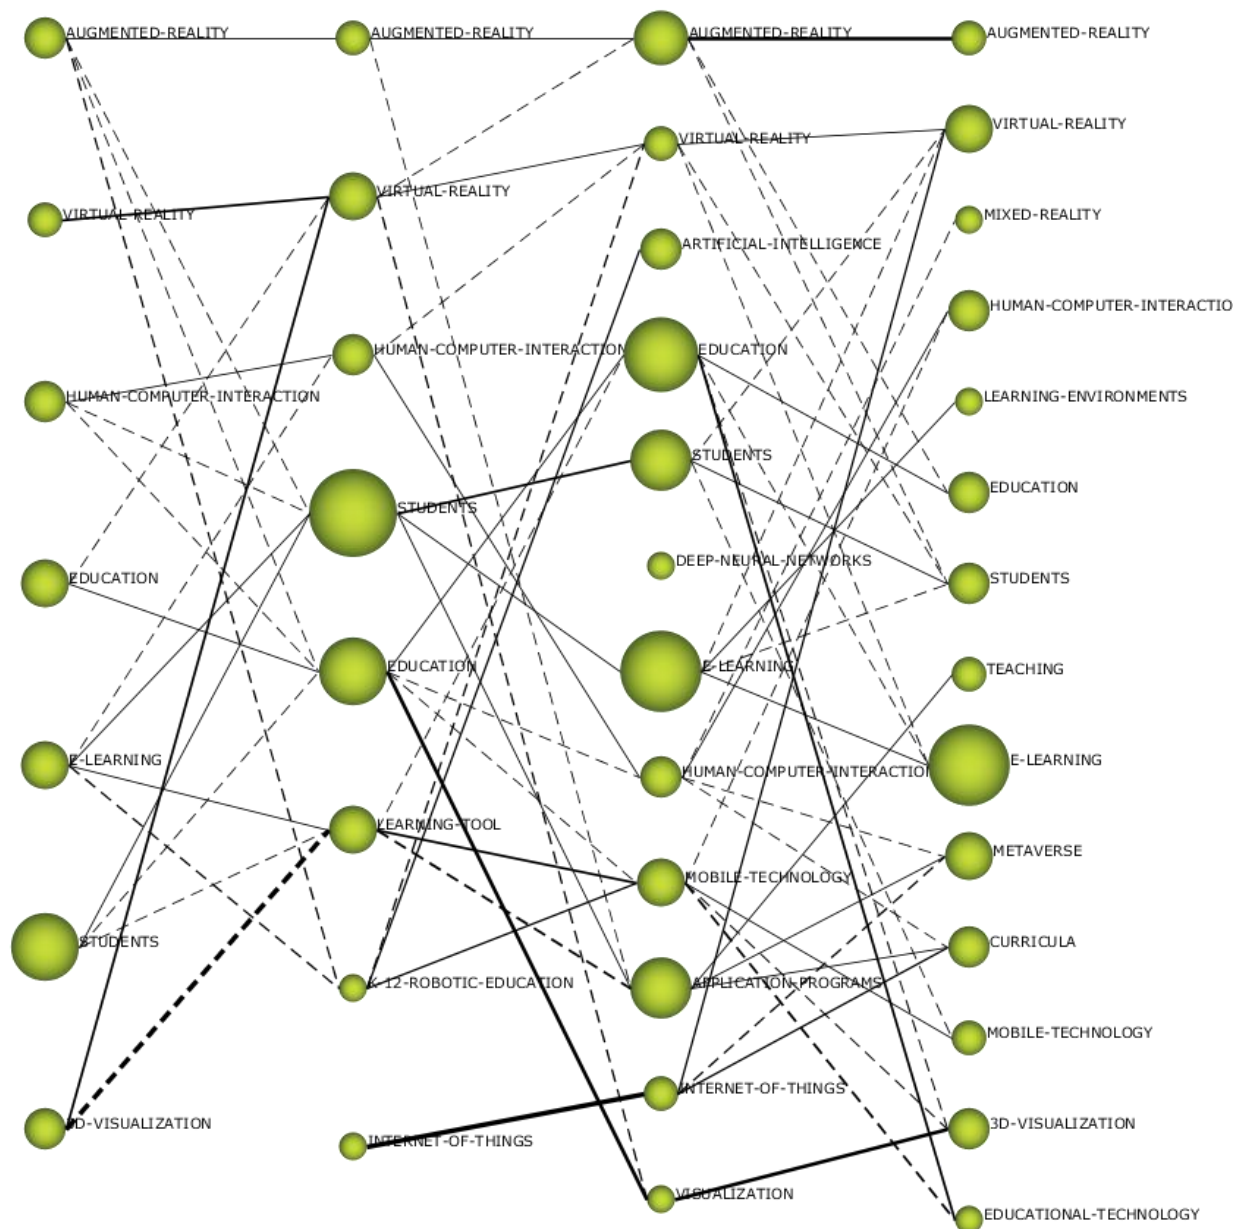 AUGMENTED-REALITY
VIRTUAL-REALITY
HUMAN-COMPUTER-INTERACTION
EDUCATION
E-LEARNING
STUDENTS
3D-VISUALIZATION
AUGMENTED-REALITY
VIRTUAL-REALITY
HUMAN-COMPUTER-INTERACTION
STUDENTS
EDUCATION
LEARNING-TOOL
K-12-ROBOTIC-EDUCATION
INTERNET-OF-THINGS
AUGMENTED-REALITY
VIRTUAL-REALITY
ARTIFICIAL-INTELLIGENCE
EDUCATION
STUDENTS
DEEP-NEURAL-NETWORKS
E-LEARNING
HUMAN-COMPUTER-INTERACTION
MOBILE-TECHNOLOGY
APPLICATION-PROGRAMS
INTERNET-OF-THINGS
VISUALIZATION
AUGMENTED-REALITY
VIRTUAL-REALITY
MIXED-REALITY
HUMAN-COMPUTER-INTERACTIO
LEARNING-ENVIRONMENTS
EDUCATION
STUDENTS
TEACHING
E-LEARNING
METAVERSE
CURRICULA
MOBILE-TECHNOLOGY
3D-VISUALIZATION
EDUCATIONAL-TECHNOLOGY